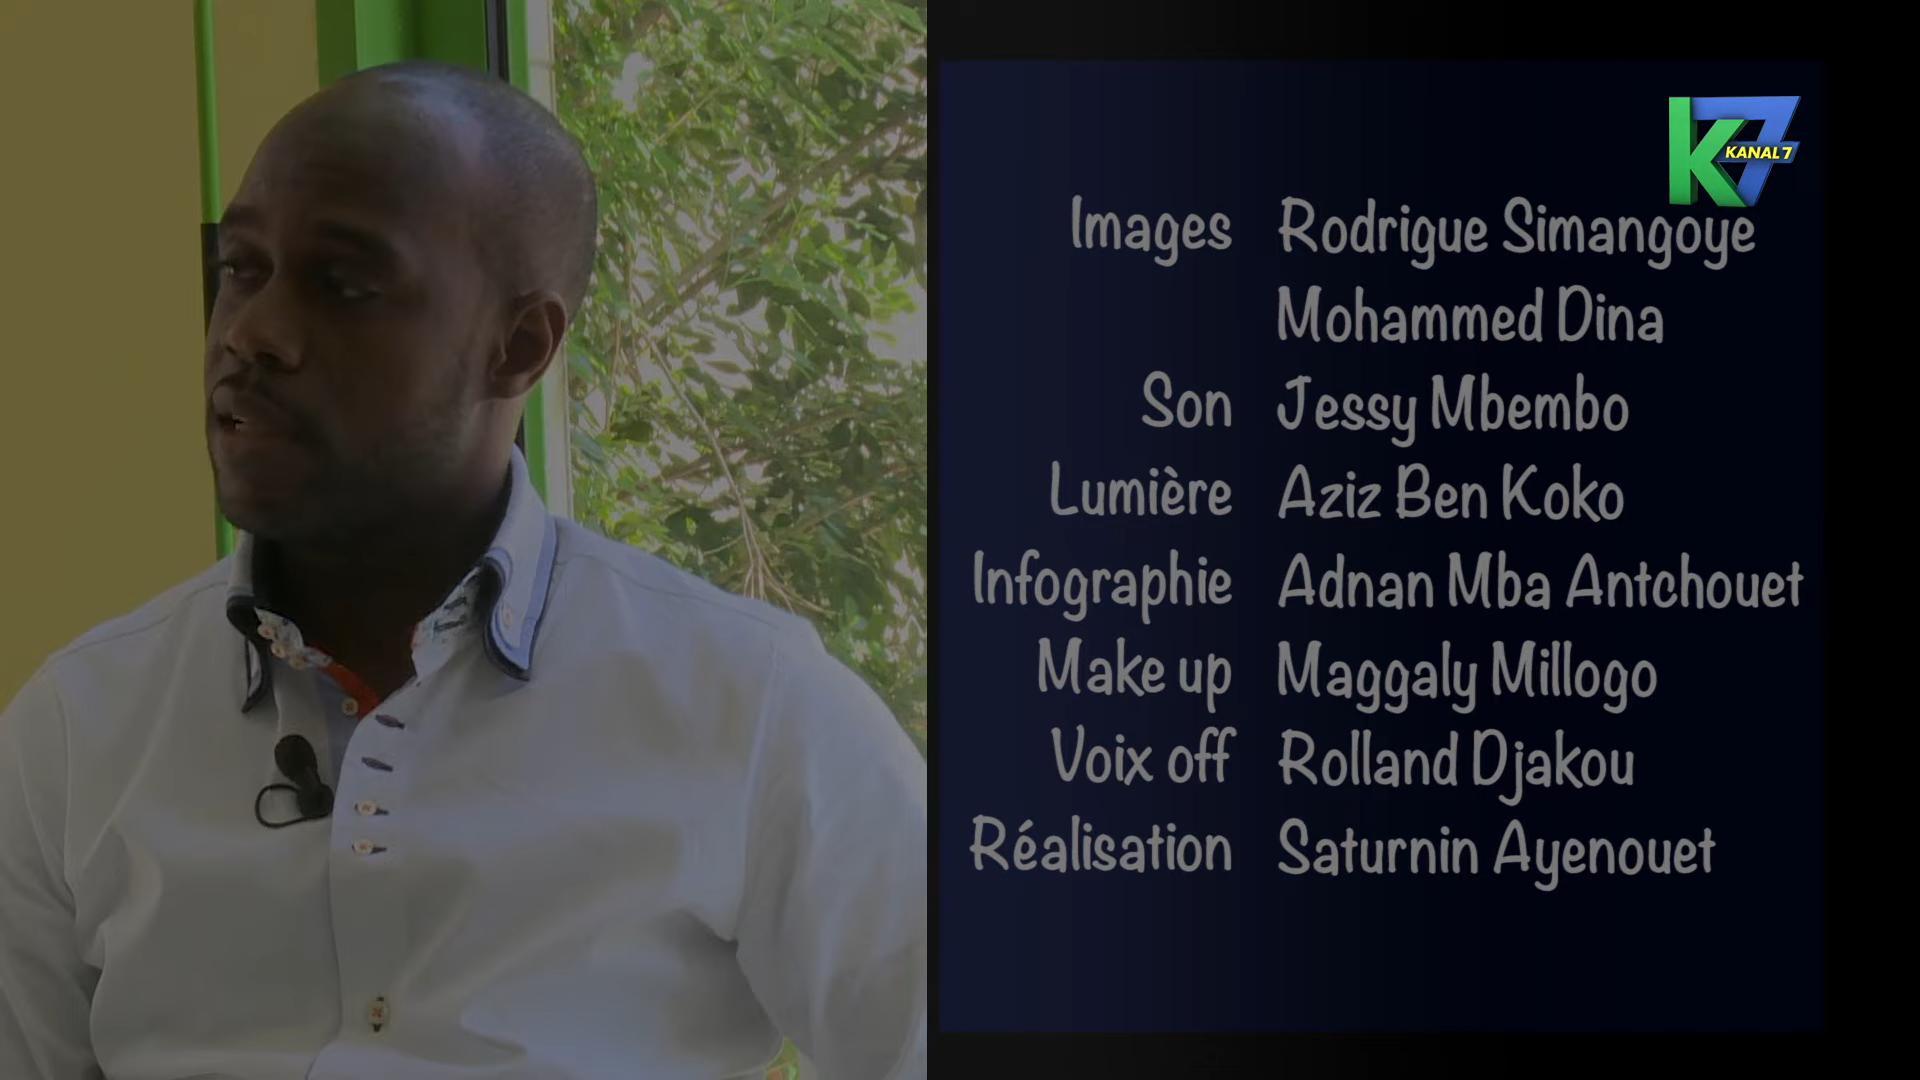 K7
KANAL 7
Images Rodrigue Simangoye
Mohammed Dina
Son Jessy Mbembo
Lumière Aziz Ben Koko
Infographie Adnan Mba Antchouet
Make up Maggaly Millogo
Voix off Rolland Djakou
Réalisation Saturnin Ayenouet